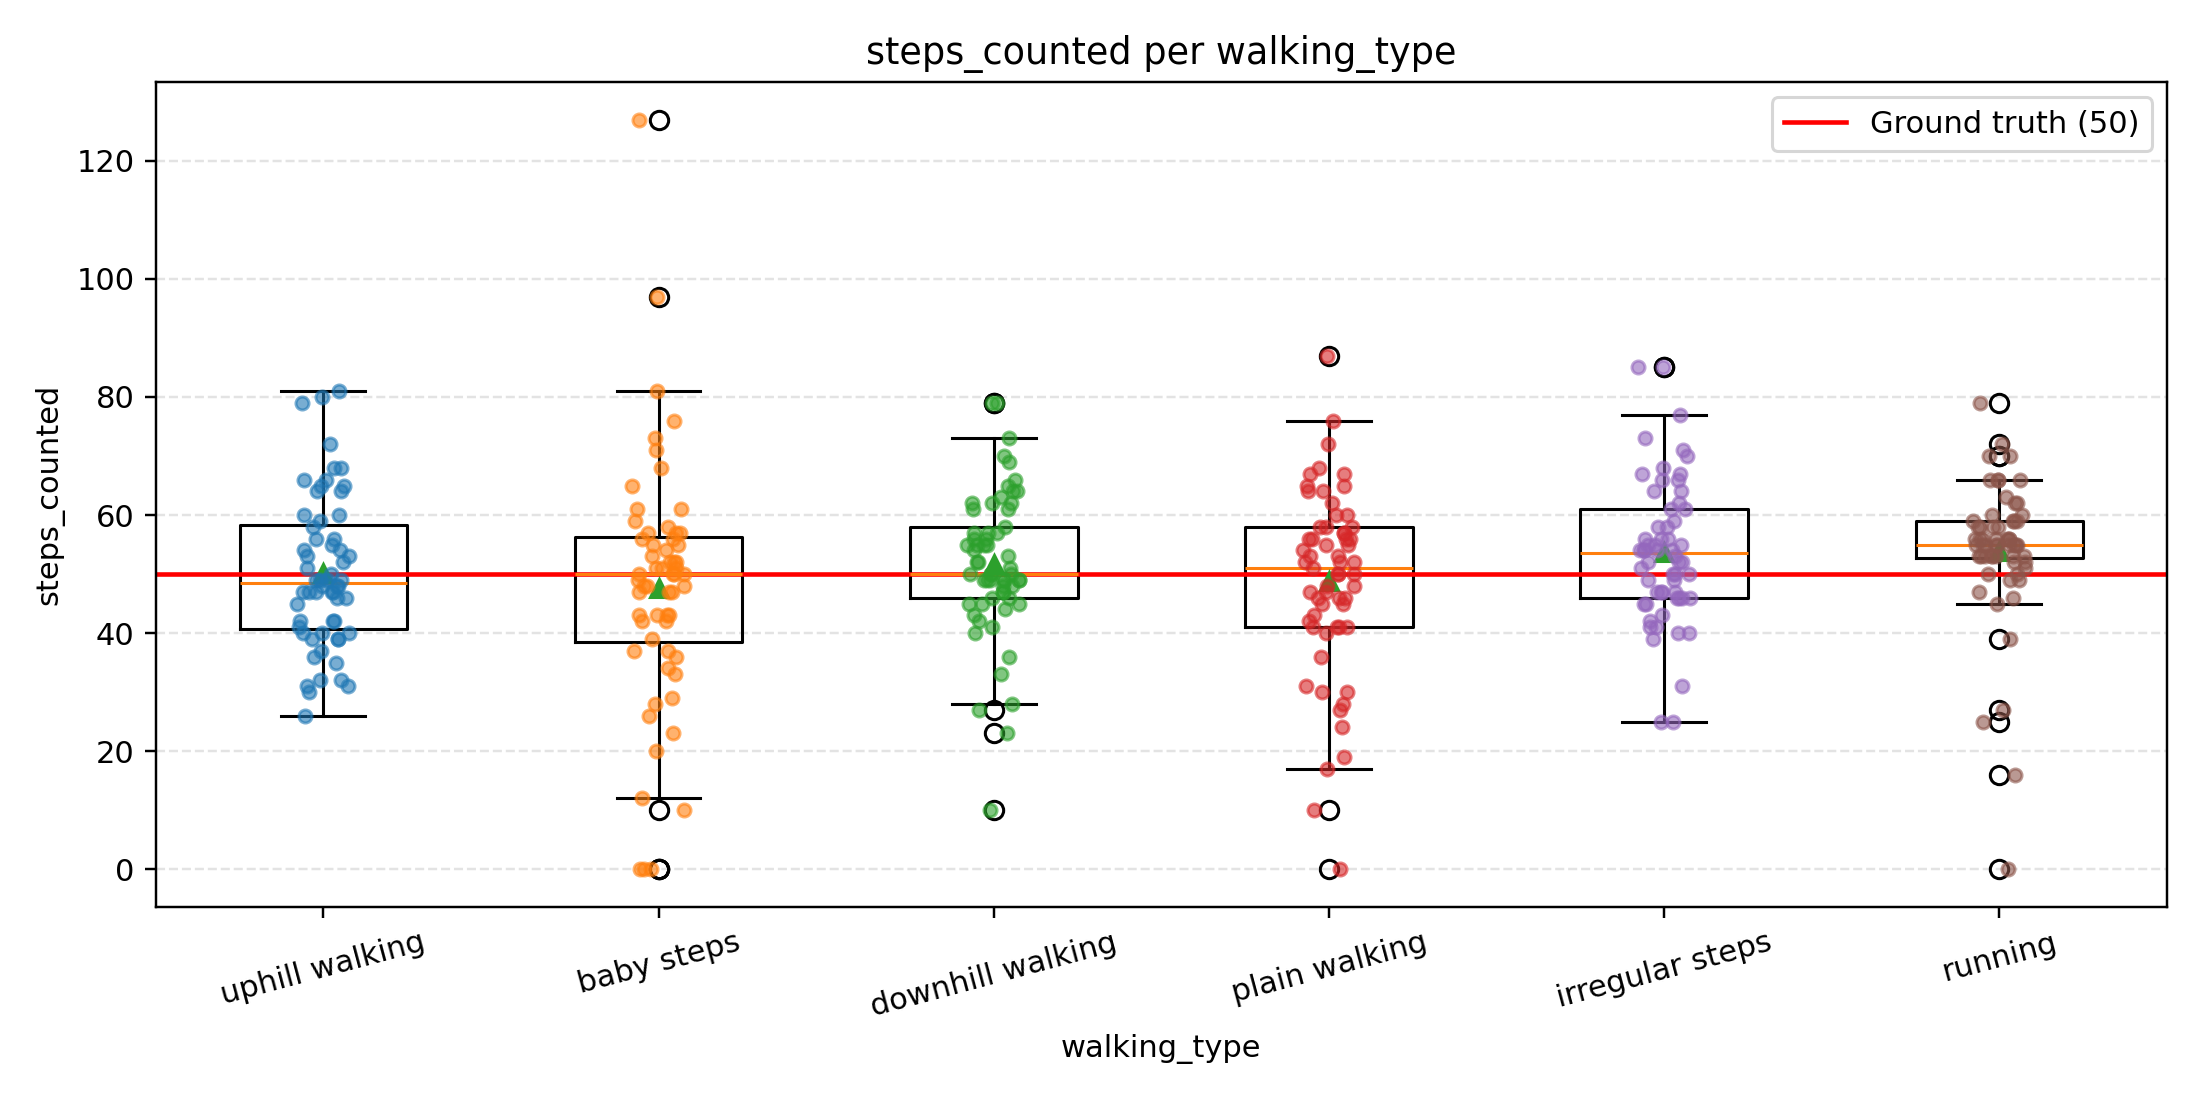 steps_counted per walking_type
Ground truth (50)
120
100
80
60
40
20
0
steps_counted
uphill walking
baby steps
downhill walking
plain walking
irregular steps
running
walking_type